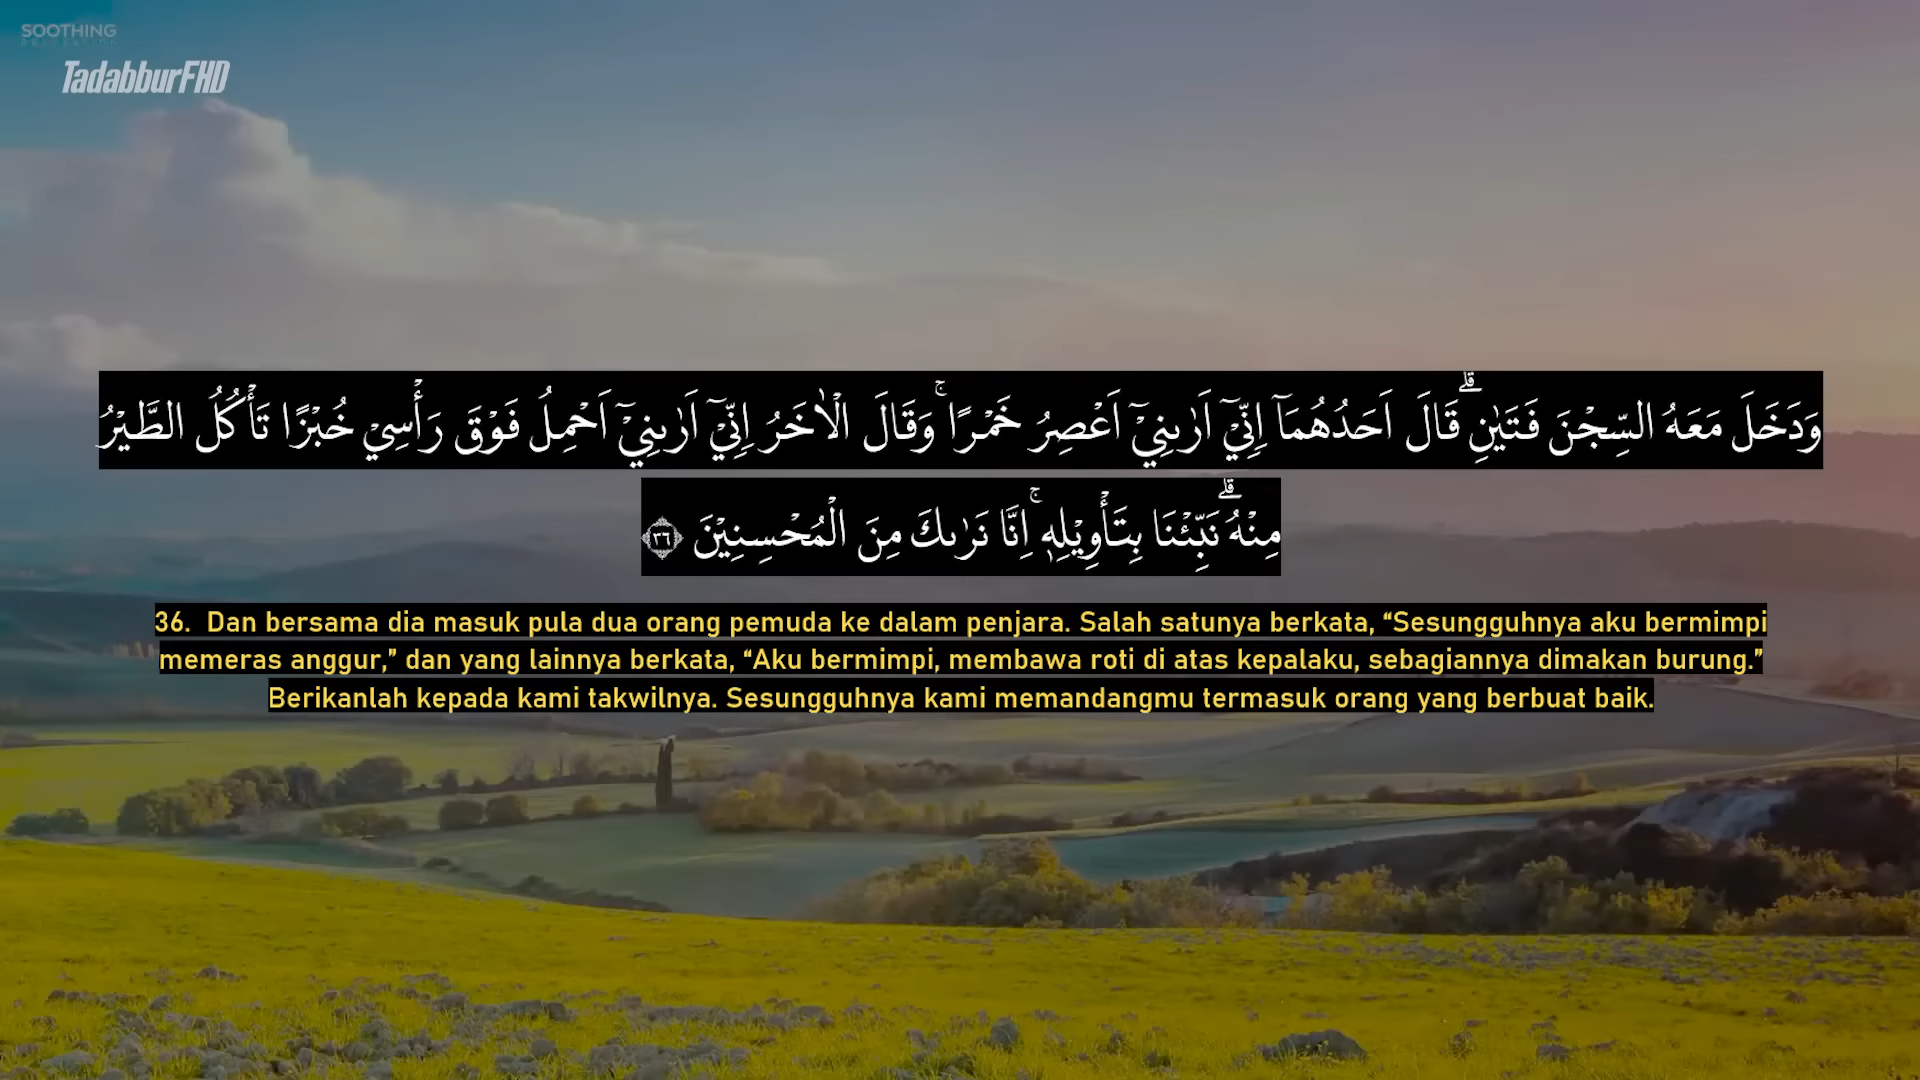 SOOTHING
RELAXATION
TadabburFHD
وَدَخَلَ مَعَهُ السِّجْنَ فَتَيٰنِۗ قَالَ اَحَدُهُمَآ اِنِّيْٓ اَرٰىنِيْٓ اَعْصِرُ خَمْرًاۚ وَقَالَ الْاٰخَرُ اِنِّيْٓ اَرٰىنِيْٓ اَحْمِلُ فَوْقَ رَأْسِيْ خُبْزًا تَأْكُلُ الطَّيْرُ
مِنْهُۗ نَبِّئْنَا بِتَأْوِيْلِهٖۚ اِنَّا نَرٰىكَ مِنَ الْمُحْسِنِيْنَ ٣٦
36. Dan bersama dia masuk pula dua orang pemuda ke dalam penjara. Salah satunya berkata, “Sesungguhnya aku bermimpi
memeras anggur,” dan yang lainnya berkata, “Aku bermimpi, membawa roti di atas kepalaku, sebagiannya dimakan burung.”
Berikanlah kepada kami takwilnya. Sesungguhnya kami memandangmu termasuk orang yang berbuat baik.